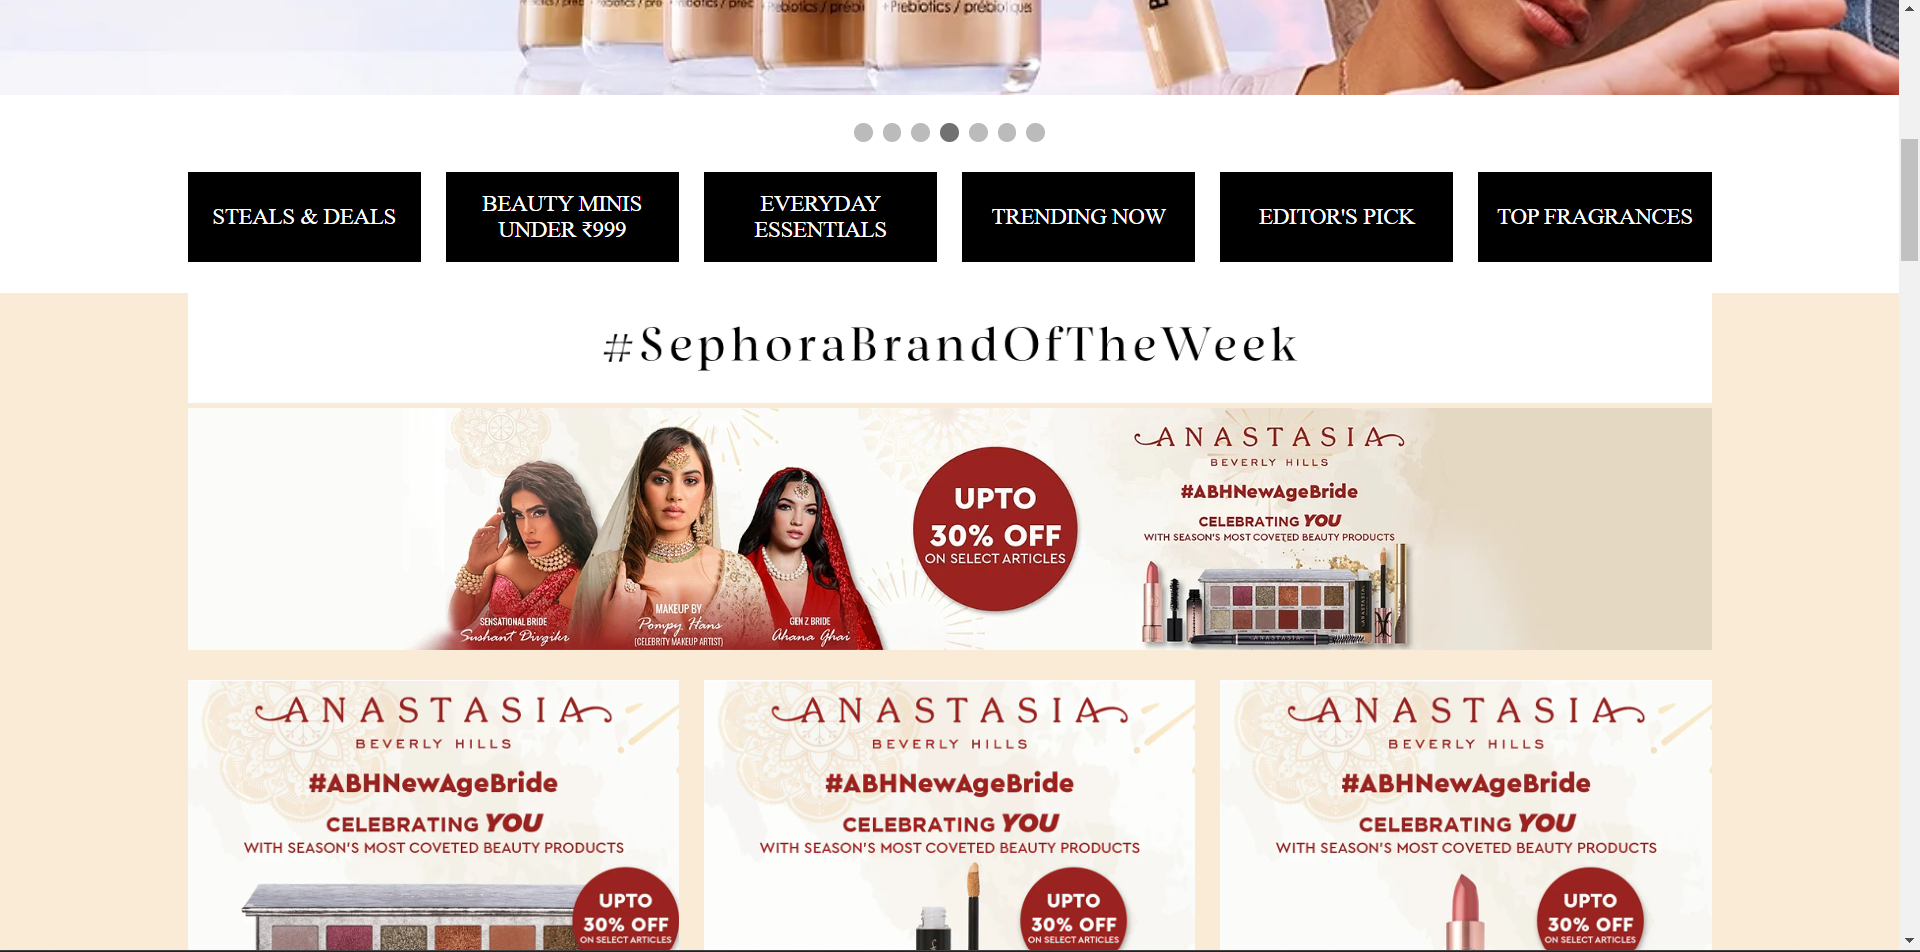 +Prebiotics / prébiotiques
STEALS & DEALS
BEAUTY MINIS
UNDER ₹999
EVERYDAY
ESSENTIALS
TRENDING NOW
EDITOR'S PICK
TOP FRAGRANCES
#SephoraBrandOfTheWeek
SENSATIONAL BRIDE
Sushant Divgikr
MAKEUP BY
Pompy Hans
(CELEBRITY MAKEUP ARTIST)
GEN Z BRIDE
Ahana Ghai
UPTO
30% OFF
ON SELECT ARTICLES
ANASTASIA
BEVERLY HILLS
#ABHNewAgeBride
CELEBRATING YOU
WITH SEASON'S MOST COVETED BEAUTY PRODUCTS
ANASTASIA
ANASTASIA
BEVERLY HILLS
#ABHNewAgeBride
CELEBRATING YOU
WITH SEASON'S MOST COVETED BEAUTY PRODUCTS
UPTO
30% OFF
ON SELECT ARTICLES
ANASTASIA
BEVERLY HILLS
#ABHNewAgeBride
CELEBRATING YOU
WITH SEASON'S MOST COVETED BEAUTY PRODUCTS
UPTO
30% OFF
ON SELECT ARTICLES
ANASTASIA
BEVERLY HILLS
#ABHNewAgeBride
CELEBRATING YOU
WITH SEASON'S MOST COVETED BEAUTY PRODUCTS
UPTO
30% OFF
ON SELECT ARTICLES